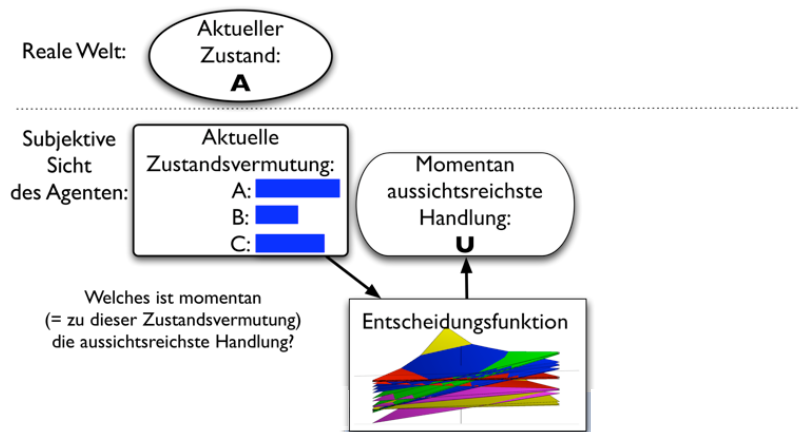 Reale Welt:
Aktueller
Zustand:
A
Subjektive
Sicht
des Agenten:
Aktuelle
Zustandsvermutung:
A:
B:
C:
Momentan
aussichtsreichste
Handlung:
U
Welches ist momentan
(= zu dieser Zustandsvermutung)
die aussichtsreichste Handlung?
Entscheidungsfunktion